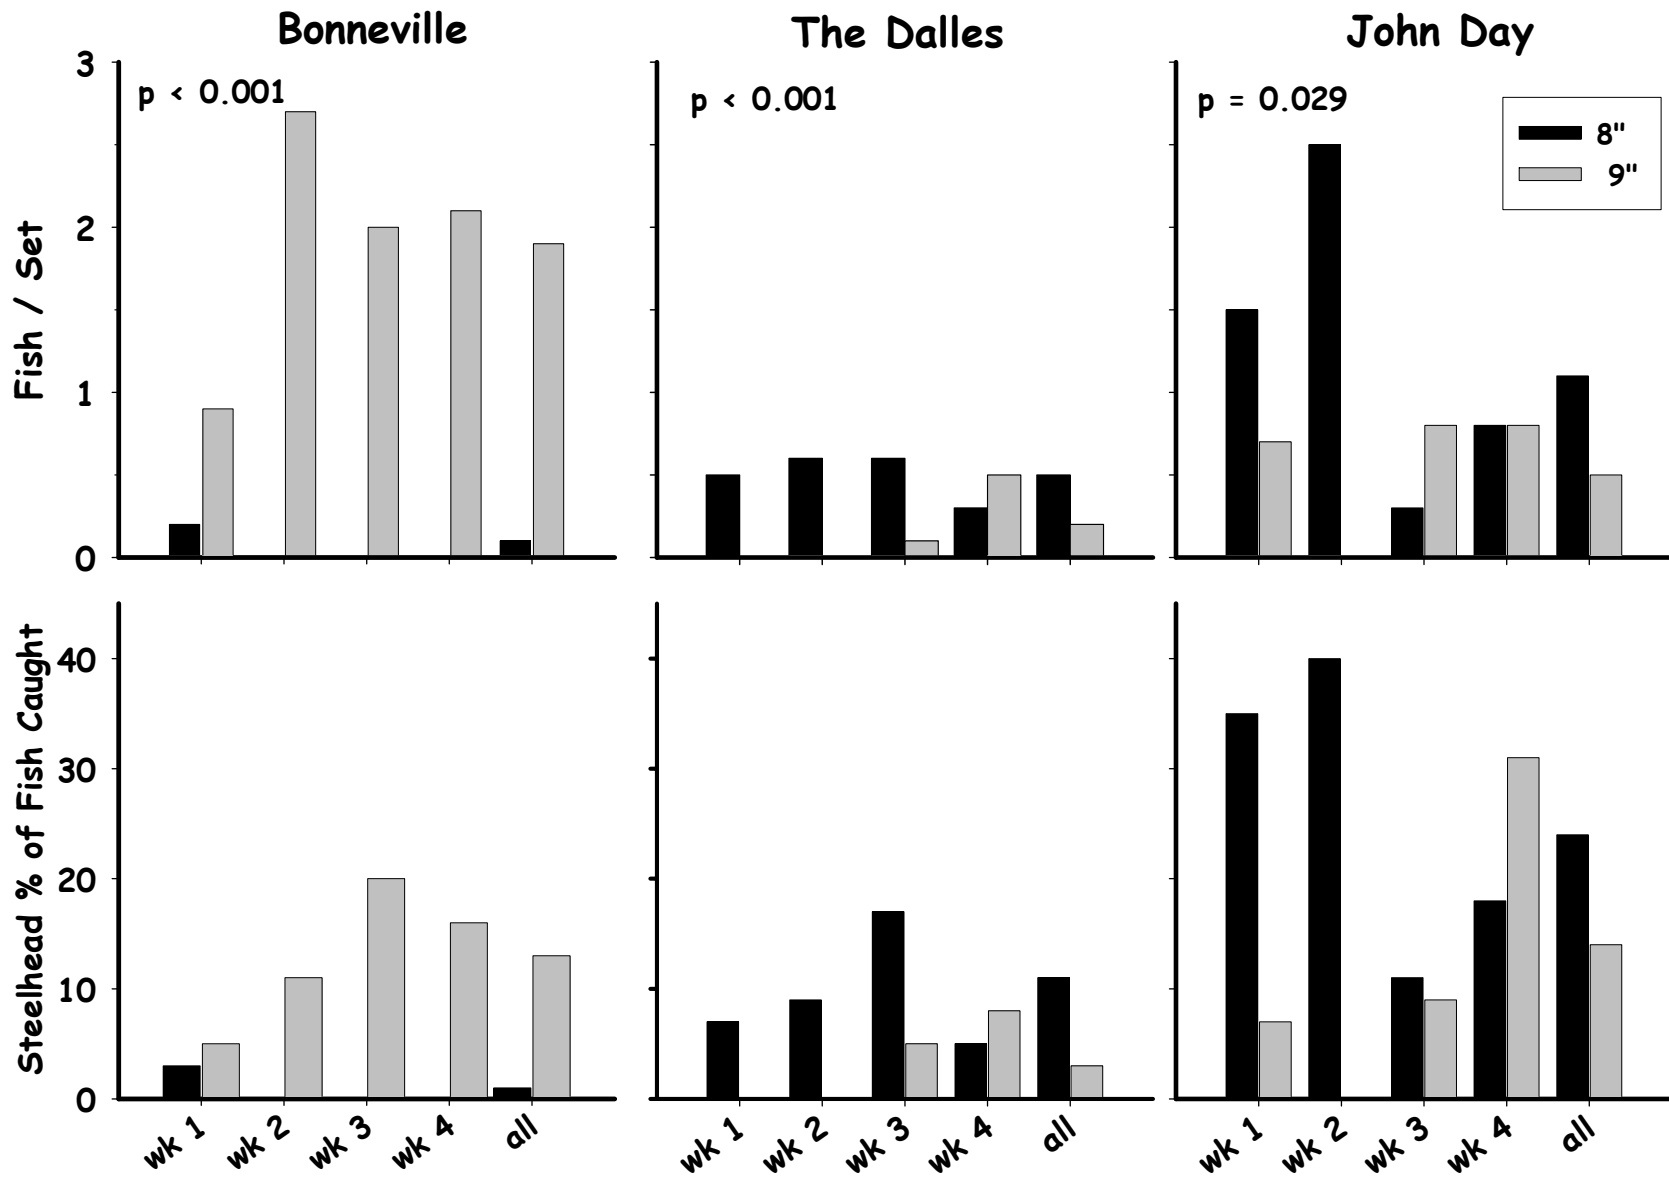 Bonneville
The Dalles
John Day
p < 0.001
p < 0.001
p = 0.029
8"
9"
Fish / Set
3
2
1
0
Steelhead % of Fish Caught
40
30
20
10
0
wk 1 wk 2 wk 3 wk 4 all
wk 1 wk 2 wk 3 wk 4 all
wk 1 wk 2 wk 3 wk 4 all